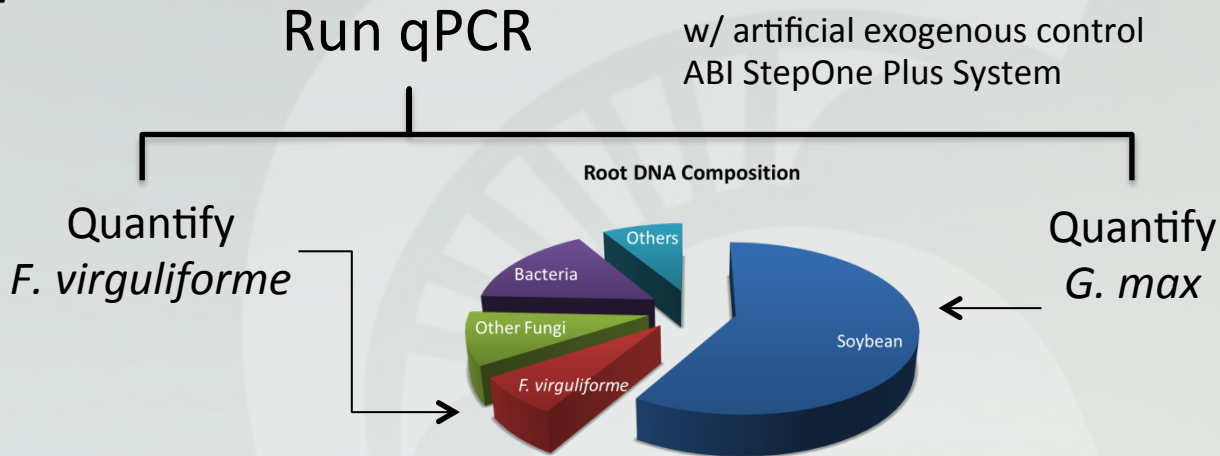 Run qPCR
w/ artificial exogenous control
ABI StepOne Plus System
Root DNA Composition
Quantify
F. virguliforme
Others
Bacteria
Other Fungi
F. virguliforme
Soybean
Quantify
G. max